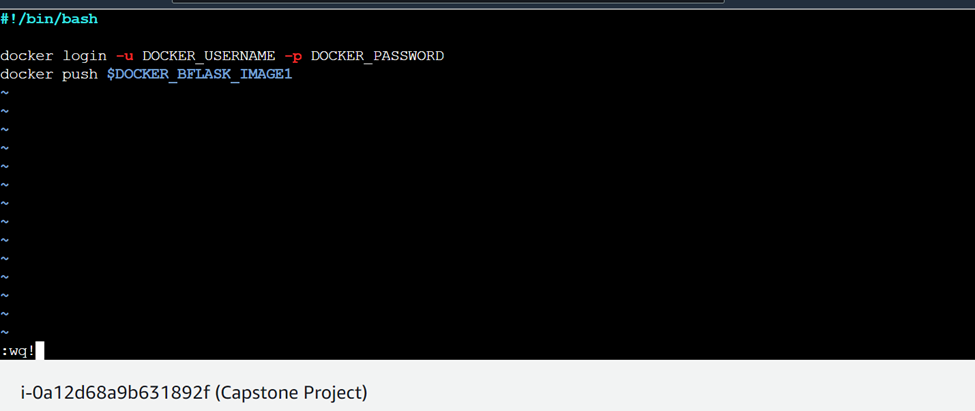 #!/bin/bash
docker login -u DOCKER_USERNAME -p DOCKER_PASSWORD
docker push $DOCKER_BFLASK_IMAGE1
~
~
~
~
~
~
~
~
~
~
~
~
~
~
:wq!
i-0a12d68a9b631892f (Capstone Project)